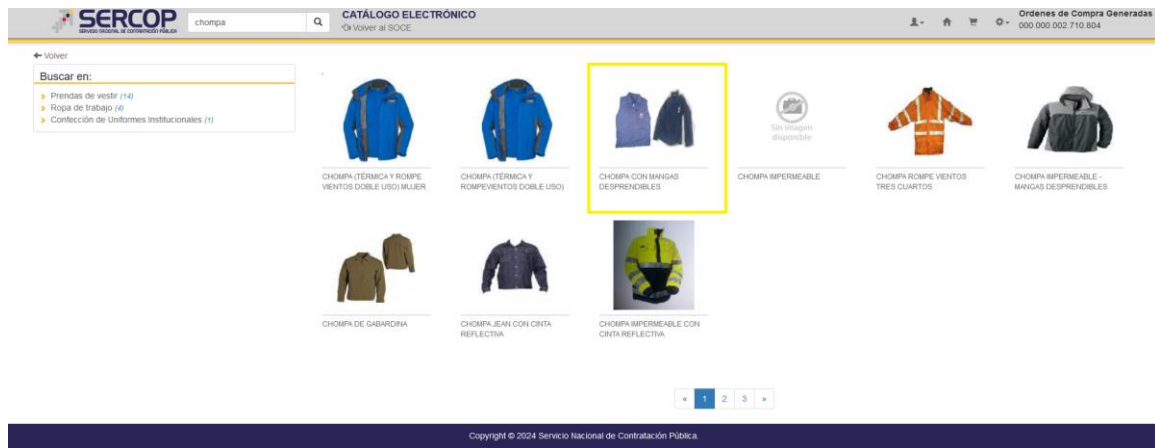 SERCOP
SERVICIO NACIONAL DE CONTRATACIÓN PÚBLICA
chompa
CATÁLOGO ELECTRÓNICO
Volver al SOCE
Ordenes de Compra Generadas
000.000.002.710.804
Volver
Buscar en:
Prendas de vestir (14)
Ropa de trabajo (4)
Confección de Uniformes Institucionales (1)
Sin imagen
disponible
CHOMPA (TÉRMICA Y ROMPE
VIENTOS DOBLE USO) MUJER
CHOMPA (TÉRMICA Y
ROMPEVIENTOS DOBLE USO)
CHOMPA CON MANGAS
DESPRENDIBLES
CHOMPA IMPERMEABLE
CHOMPA ROMPE VIENTOS
TRES CUARTOS
CHOMPA IMPERMEABLE -
MANGAS DESPRENDIBLES
CHOMPA DE GABARDINA
CHOMPA JEAN CON CINTA
REFLECTIVA
CHOMPA IMPERMEABLE CON
CINTA REFLECTIVA
« 1 2 3 »
Copyright © 2024 Servicio Nacional de Contratación Pública.